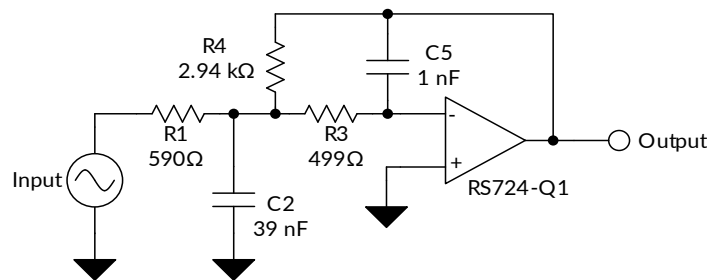 R4
2.94 kΩ
C5
1 nF
R1
590Ω
R3
499Ω
-
+
Input
Output
RS724-Q1
C2
39 nF